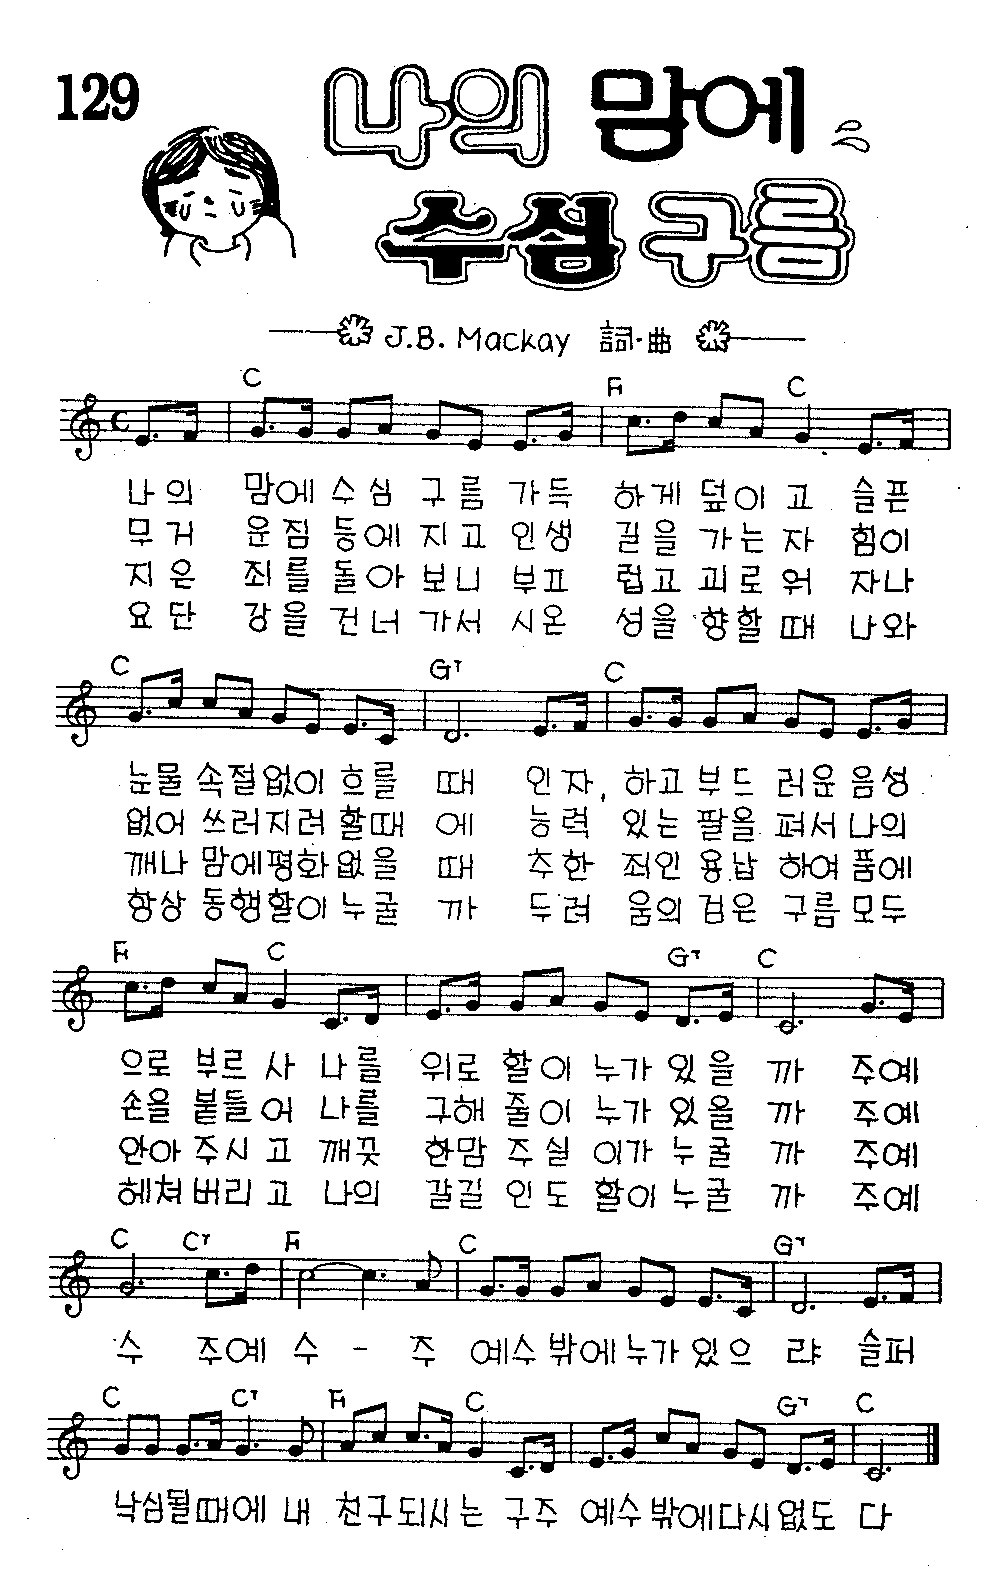 129
나의 맘에
수심 구름
J.B. Mackay 詞·曲
C F C
나의 맘에 수심 구름 가득 하게 덮이고 슬픈
무거 운짐 등에 지고 인생 길을 가는 자 힘이
지은 죄를 돌아 보니 부끄 럽고 괴로 워 자나
요단 강을 건너 가서 시온 성을 향할 때 나와
C G7 C
눈물 속절없이 흐를 때 인자, 하고 부드 러운 음성
없어 쓰러지려 할때 에 능력 있는 팔을 펴서 나의
깨나 맘에평화 없을 때 추한 죄인 용납 하여 품에
항상 동행할이 누굴 까 두려 움의 검은 구름 모두
F C G7 C
으로 부르 사 나를 위로 할 이 누가 있을 까 주예
손을 붙들 어 나를 구해 줄 이 누가 있을 까 주예
안아 주시 고 깨끗 한맘 주실 이가 누굴 까 주예
헤쳐 버리 고 나의 갈길 인도 할이 누굴 까 주예
C C7 F C G7
수 주예 수 - 주 예수 밖에 누가 있으 랴 슬퍼
C C7 F C G7 C
낙심될때에 내 친구되시는 구주 예수 밖에다시없도 다